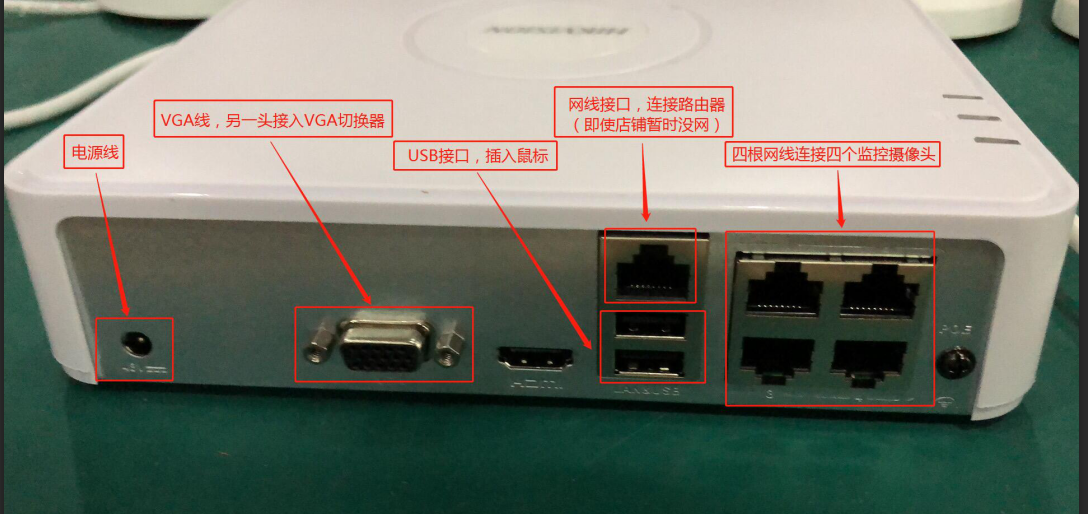 HIKVISION
网线接口，连接路由器
（即使店铺暂时没网）
VGA线，另一头接入VGA切换器
电源线
USB接口，插入鼠标
四根网线连接四个监控摄像头
POE
HDMI
LAN&USB